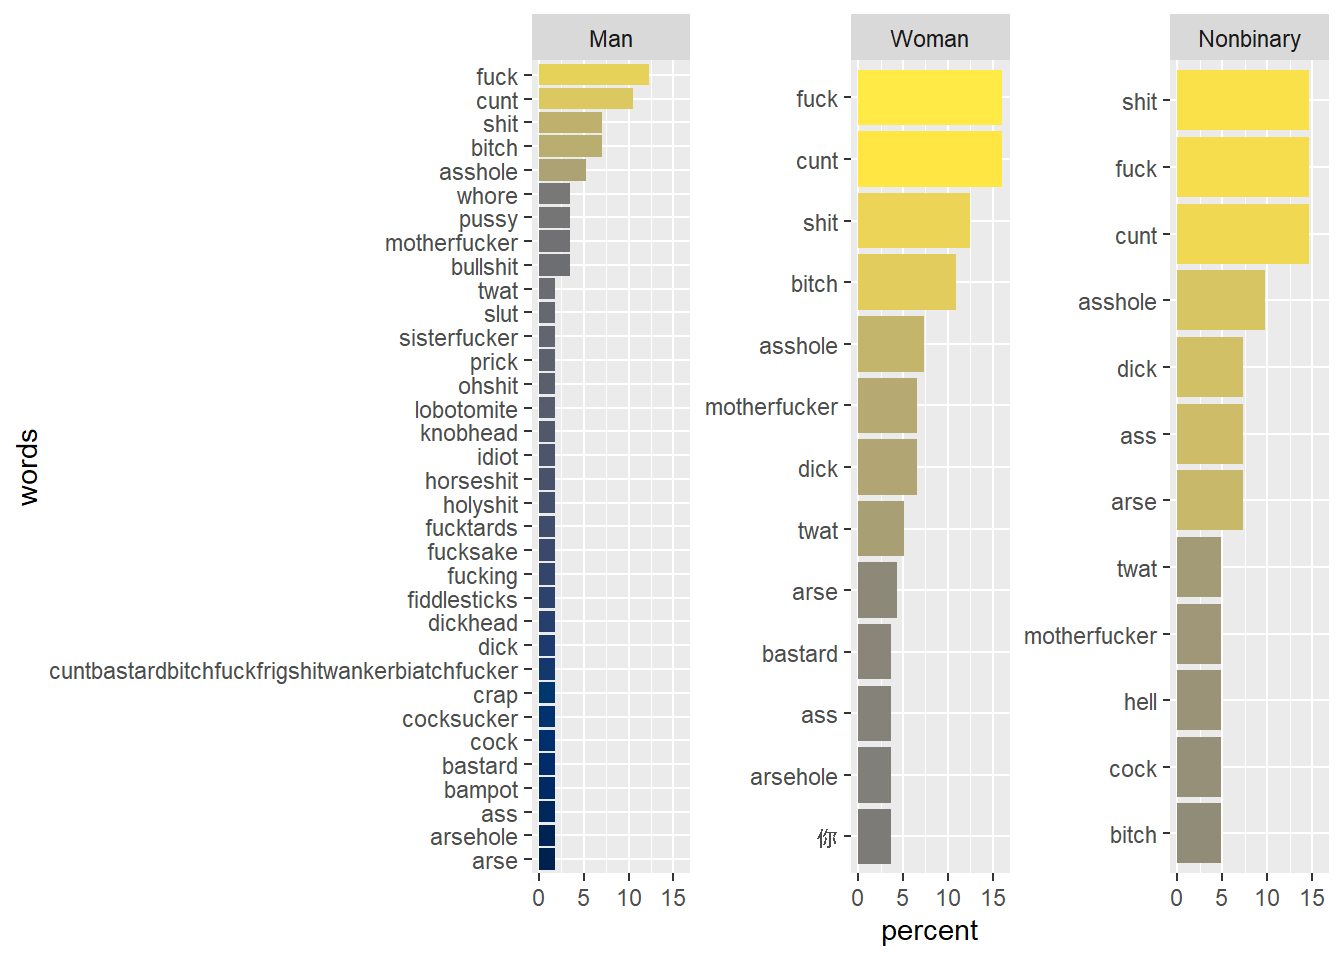 Man
fuck
cunt
shit
bitch
asshole
whore
pussy
motherfucker
bullshit
twat
slut
sisterfucker
prick
ohshit
lobotomite
knobhead
idiot
horseshit
holyshit
fucktards
fucksake
fucking
fiddlesticks
dickhead
dick
cuntbastardbitchfuckfrigshitwankerbiatchfucker
crap
cocksucker
cock
bastard
bampot
ass
arsehole
arse
0 5 10 15
Woman
fuck
cunt
shit
bitch
asshole
motherfucker
dick
twat
arse
bastard
ass
arsehole
你
0 5 10 15
Nonbinary
shit
fuck
cunt
asshole
dick
ass
arse
twat
motherfucker
hell
cock
bitch
0 5 10 15
words
percent